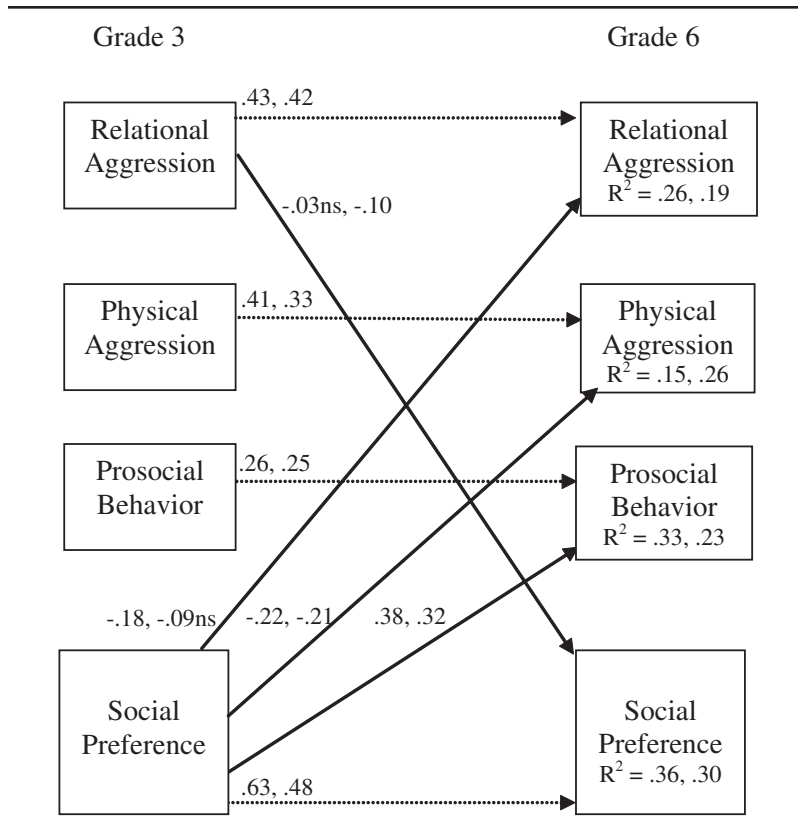 Grade 3
Grade 6
.43, .42
Relational
Aggression
Relational
Aggression
R² = .26, .19
-.03ns, -.10
.41, .33
Physical
Aggression
Physical
Aggression
R² = .15, .26
.26, .25
Prosocial
Behavior
Prosocial
Behavior
R² = .33, .23
-.18, -.09ns
-.22, -.21
.38, .32
Social
Preference
Social
Preference
R² = .36, .30
.63, .48